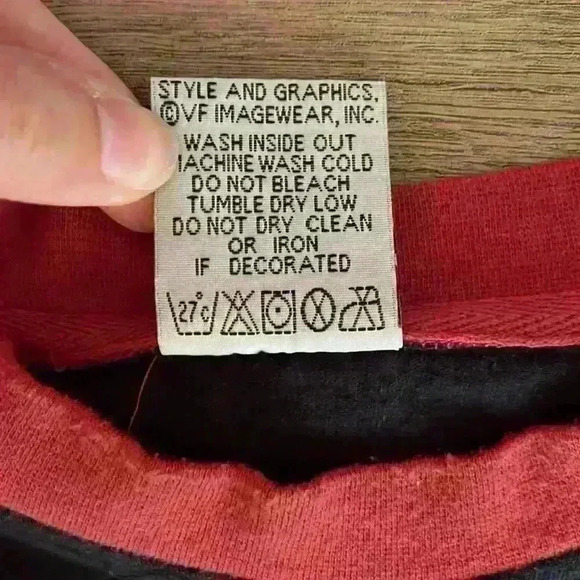 STYLE AND GRAPHICS,
©VF IMAGEWEAR, INC.
WASH INSIDE OUT
MACHINE WASH COLD
DO NOT BLEACH
TUMBLE DRY LOW
DO NOT DRY CLEAN
OR IRON
IF DECORATED
27°C